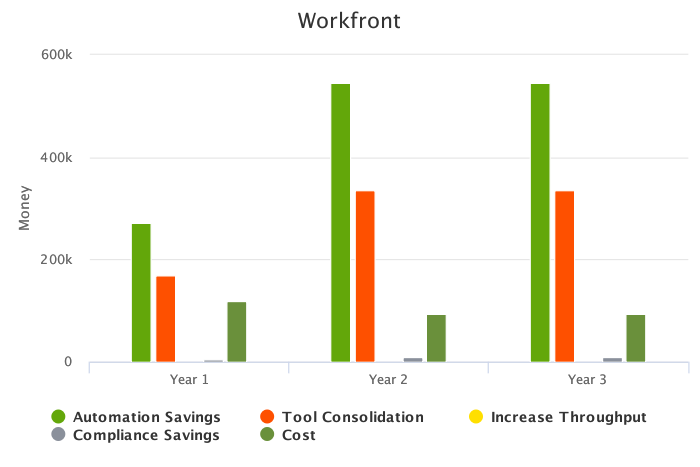 Workfront
600k
400k
200k
0
Money
Year 1 Year 2 Year 3
Automation Savings Tool Consolidation Increase Throughput
Compliance Savings Cost